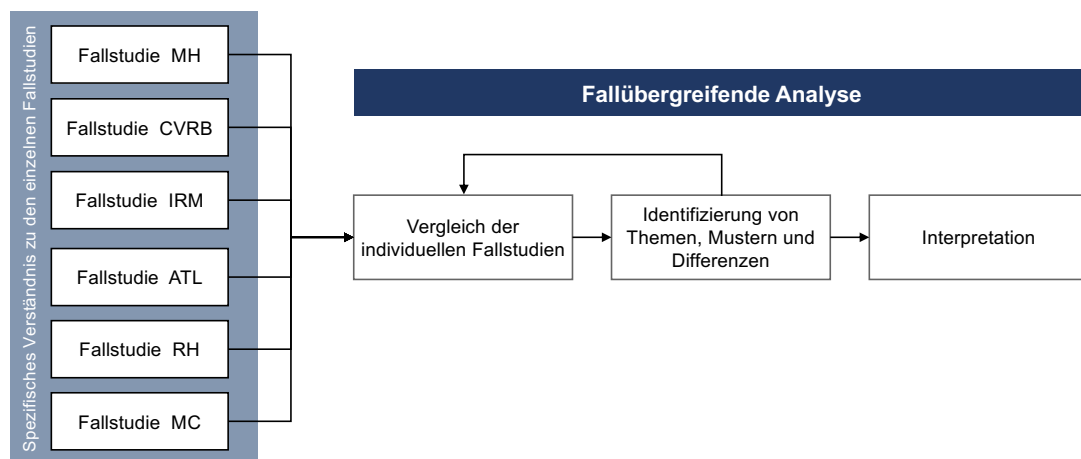 Spezifisches Verständnis zu den einzelnen Fallstudien
Fallstudie MH
Fallstudie CVRB
Fallstudie IRM
Fallstudie ATL
Fallstudie RH
Fallstudie MC
Fallübergreifende Analyse
Vergleich der
individuellen Fallstudien
Identifizierung von
Themen, Mustern und
Differenzen
Interpretation